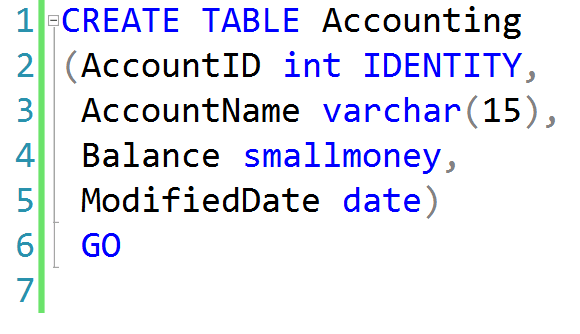 1 CREATE TABLE Accounting
2 (AccountID int IDENTITY,
3 AccountName varchar(15),
4 Balance smallmoney,
5 ModifiedDate date)
6 GO
7